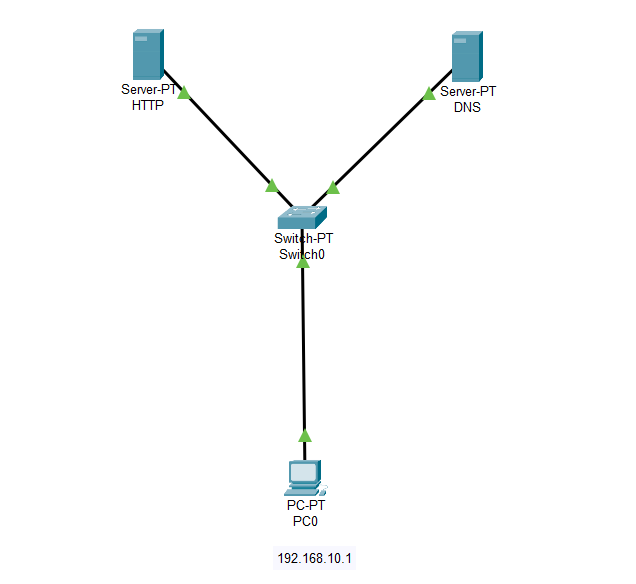 Server-PT
HTTP
Server-PT
DNS
Switch-PT
Switch0
PC-PT
PC0
192.168.10.1